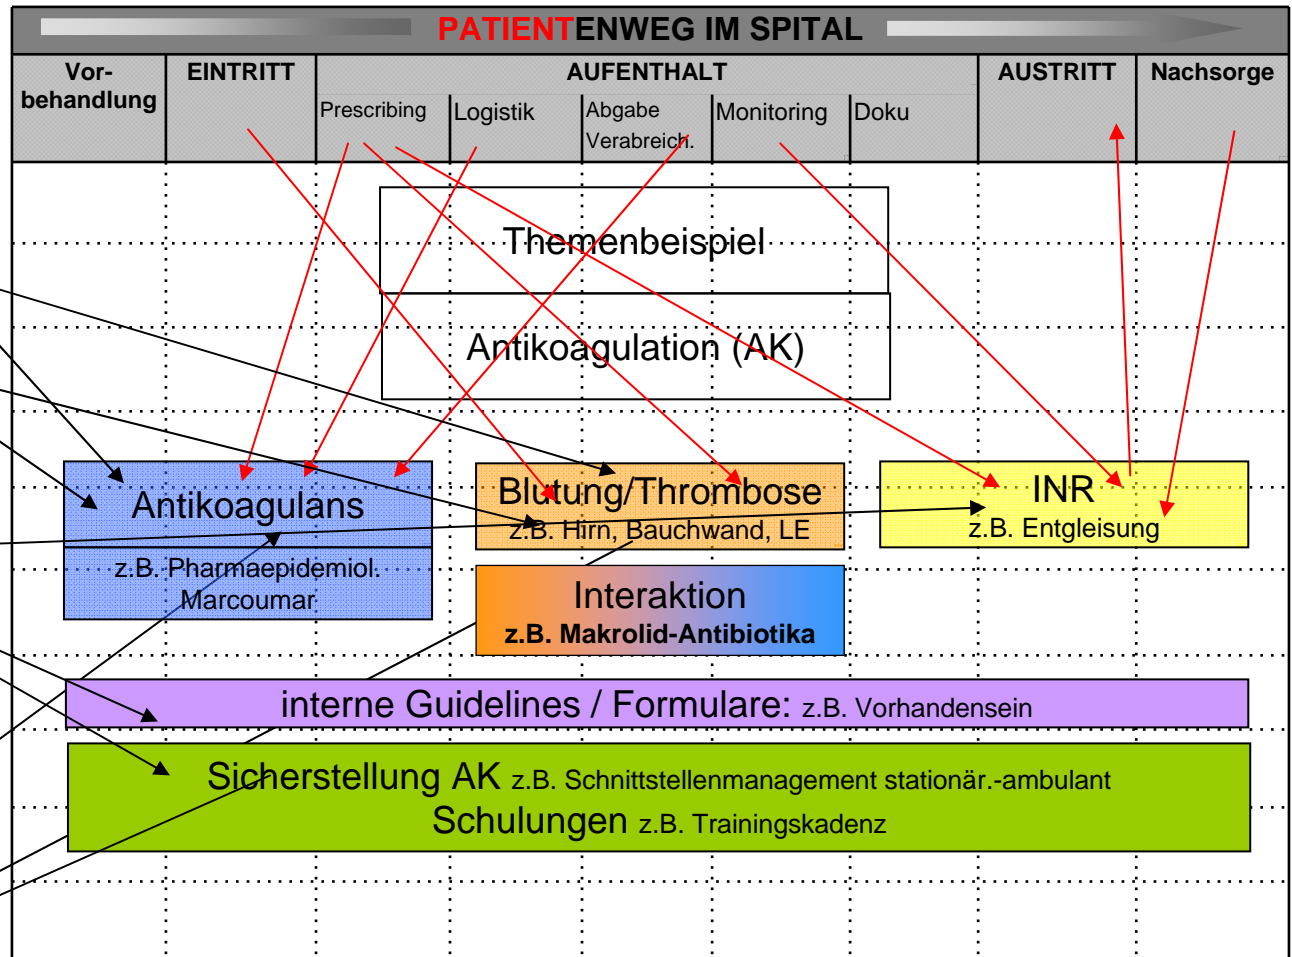 PATIENTENWEG IM SPITAL
Vor-
behandlung
EINTRITT
AUFENTHALT
AUSTRITT
Nachsorge
Prescribing
Logistik
Abgabe
Verabreich.
Monitoring
Doku
Themenbeispiel
Antikoagulation (AK)
Antikoagulans
z.B. Pharmaepidemiol.
Marcoumar
Blutung/Thrombose
z.B. Hirn, Bauchwand, LE
INR
z.B. Entgleisung
Interaktion
z.B. Makrolid-Antibiotika
interne Guidelines / Formulare: z.B. Vorhandensein
Sicherstellung AK z.B. Schnittstellenmanagement stationär.-ambulant
Schulungen z.B. Trainingskadenz